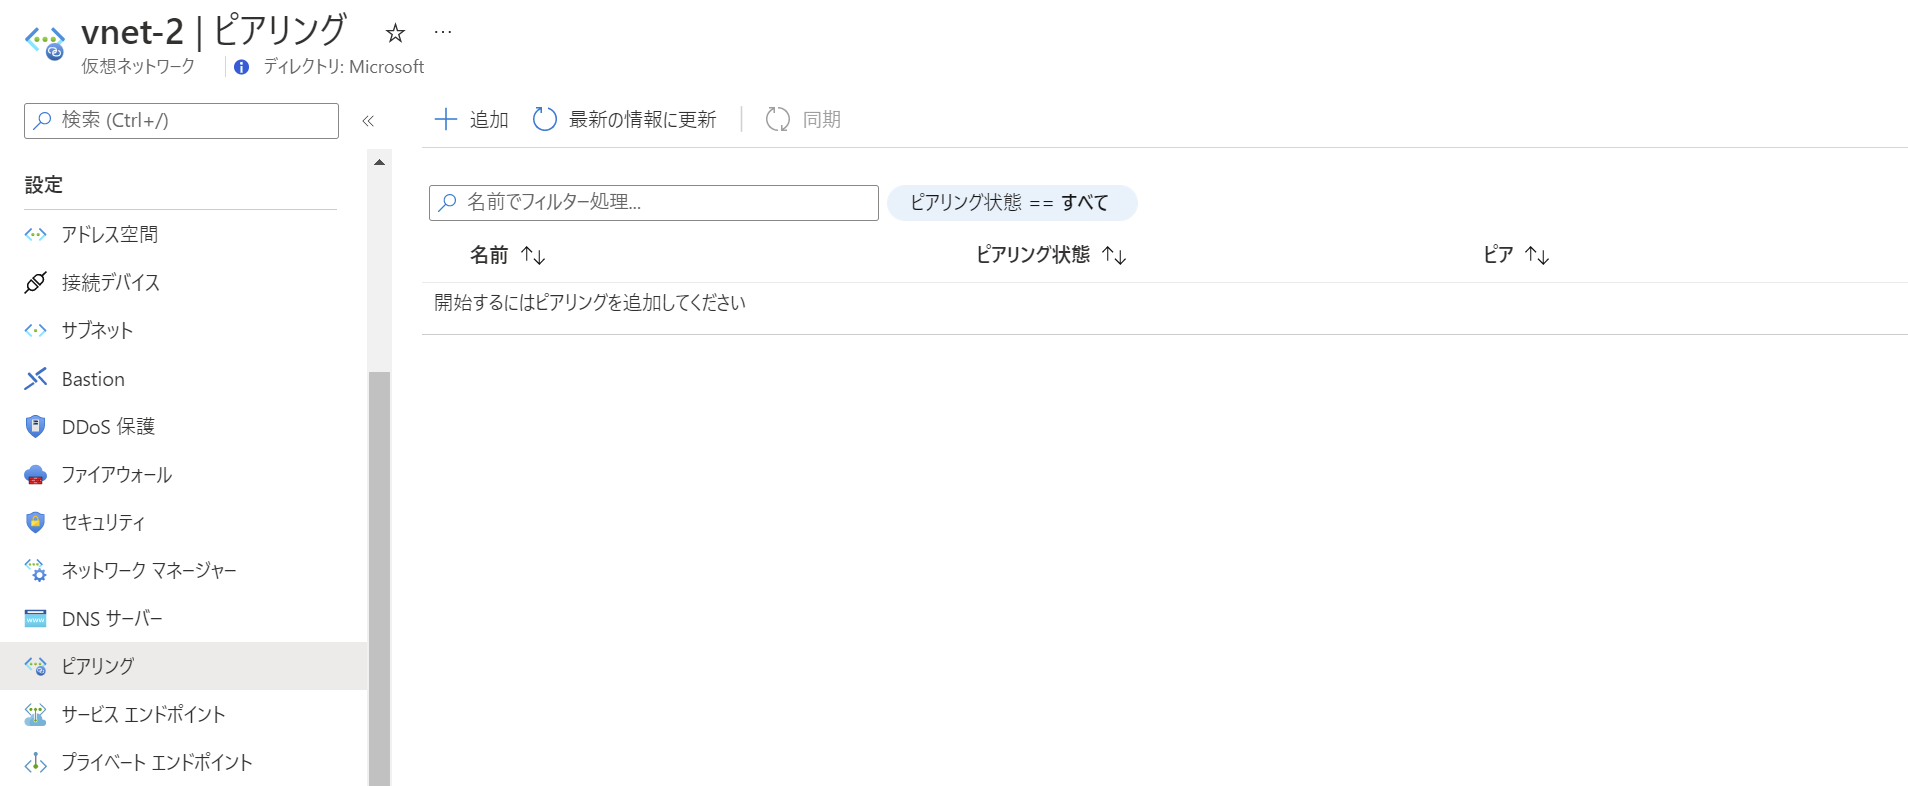 vnet-2 | ピアリング ☆ …
仮想ネットワーク ディレクトリ: Microsoft
検索 (Ctrl+/) «
設定
アドレス空間
接続デバイス
サブネット
Bastion
DDoS 保護
ファイアウォール
セキュリティ
ネットワーク マネージャー
DNS サーバー
ピアリング
サービス エンドポイント
プライベート エンドポイント
追加 最新の情報に更新 同期
名前でフィルター処理... ピアリング状態 == すべて
名前 ↑↓ ピアリング状態 ↑↓ ピア ↑↓
開始するにはピアリングを追加してください